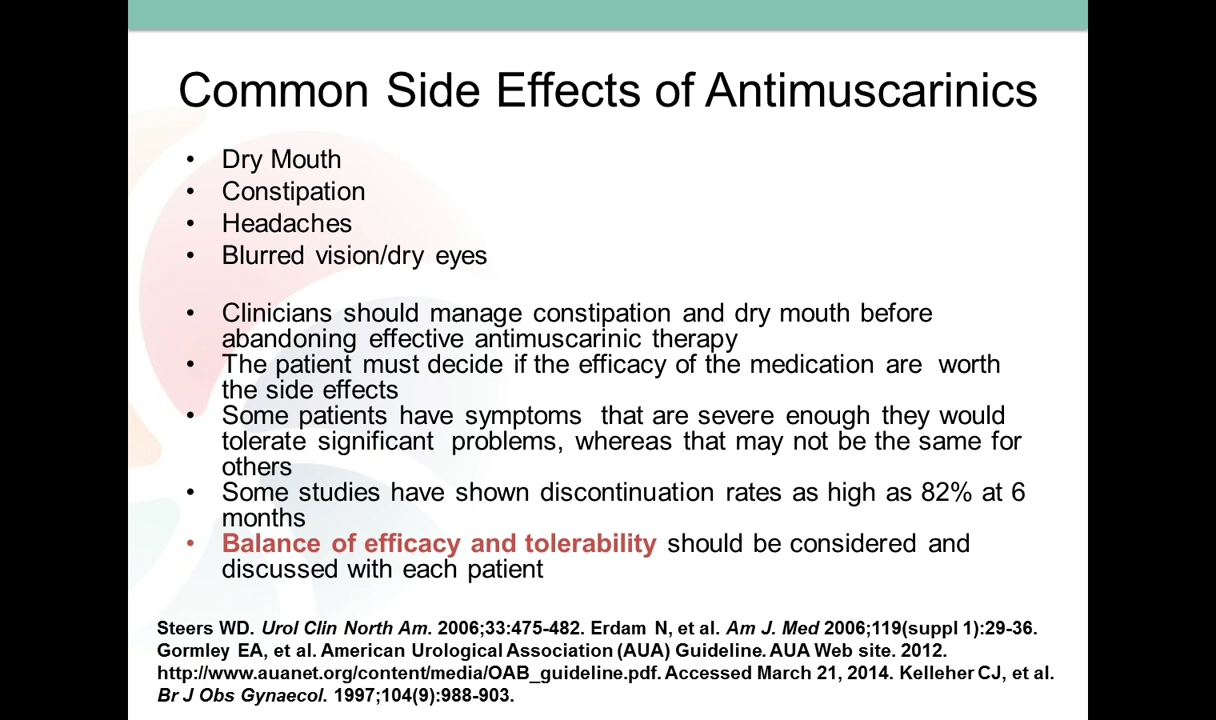 Common Side Effects of Antimuscarinics
• Dry Mouth
• Constipation
• Headaches
• Blurred vision/dry eyes
• Clinicians should manage constipation and dry mouth before
abandoning effective antimuscarinic therapy
• The patient must decide if the efficacy of the medication are worth
the side effects
• Some patients have symptoms that are severe enough they would
tolerate significant problems, whereas that may not be the same for
others
• Some studies have shown discontinuation rates as high as 82% at 6
months
• Balance of efficacy and tolerability should be considered and
discussed with each patient
Steers WD. Urol Clin North Am. 2006;33:475-482. Erdam N, et al. Am J. Med 2006;119(suppl 1):29-36.
Gormley EA, et al. American Urological Association (AUA) Guideline. AUA Web site. 2012.
http://www.auanet.org/content/media/OAB_guideline.pdf. Accessed March 21, 2014. Kelleher CJ, et al.
Br J Obs Gynaecol. 1997;104(9):988-903.